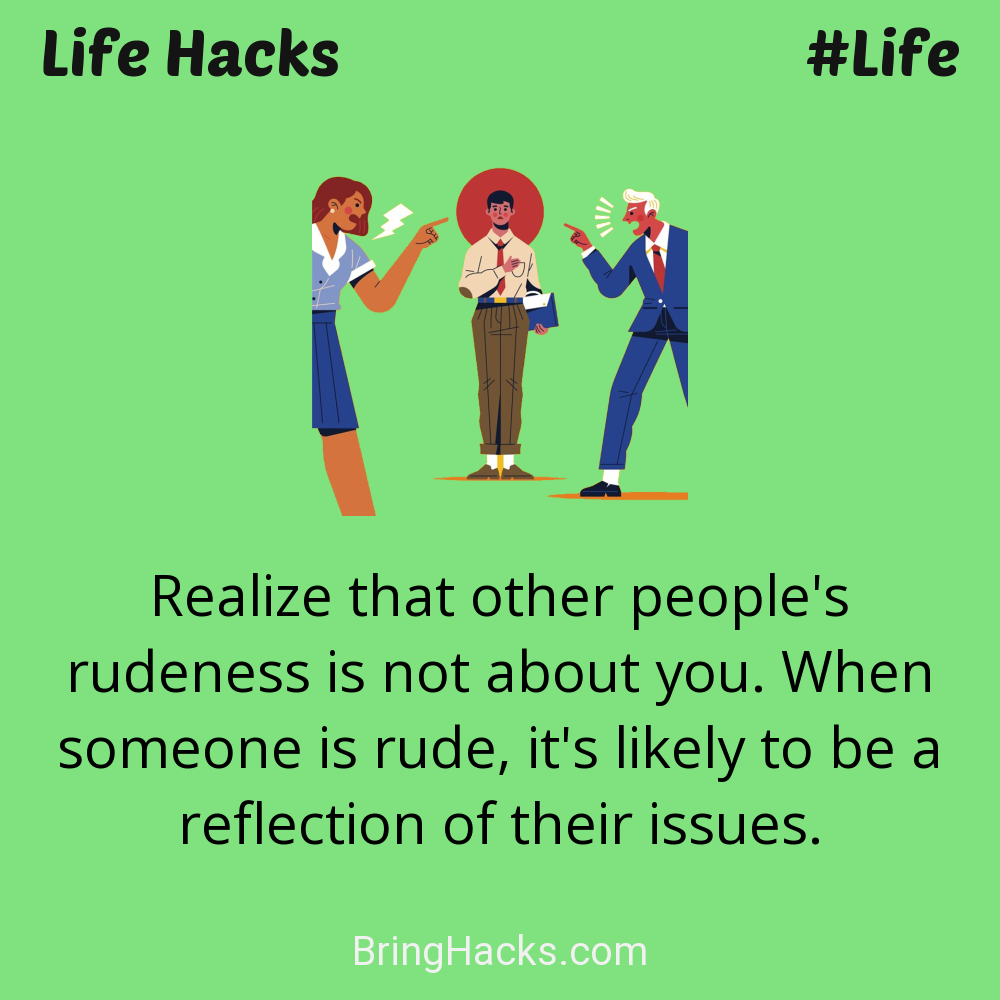 Life Hacks
#Life
Realize that other people's
rudeness is not about you. When
someone is rude, it's likely to be a
reflection of their issues.
BringHacks.com